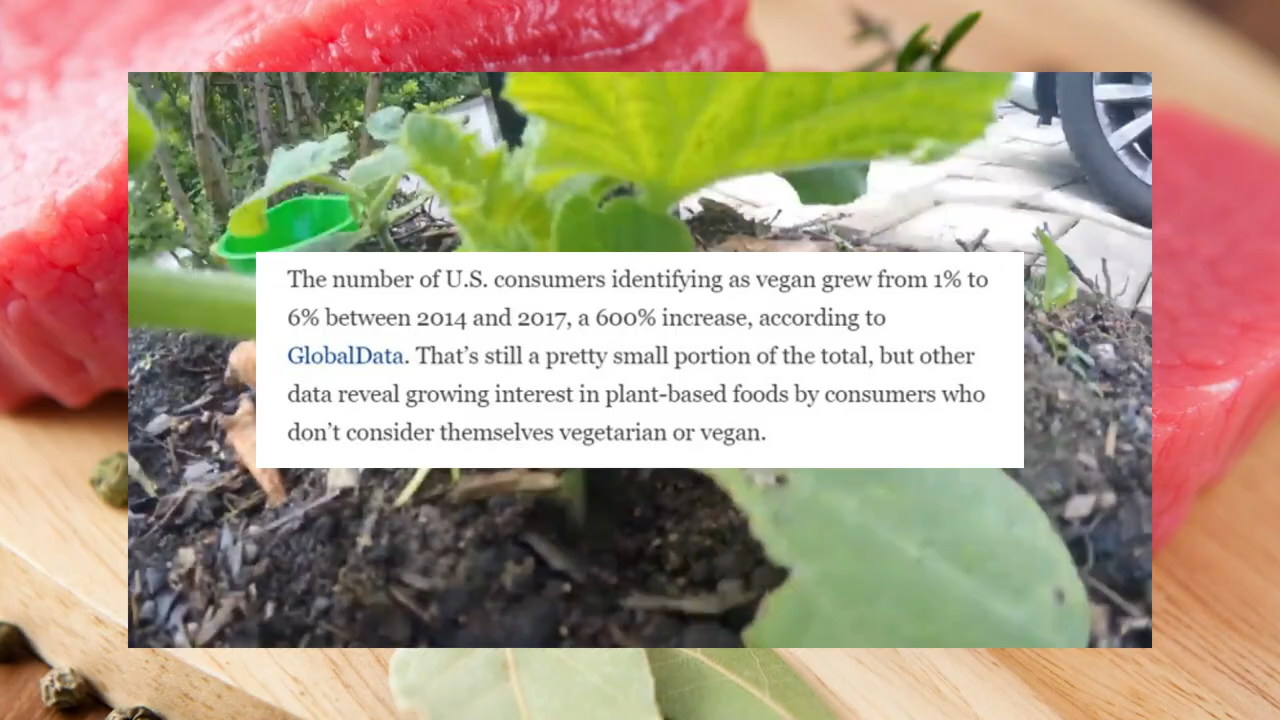 The number of U.S. consumers identifying as vegan grew from 1% to
6% between 2014 and 2017, a 600% increase, according to
GlobalData. That’s still a pretty small portion of the total, but other
data reveal growing interest in plant-based foods by consumers who
don’t consider themselves vegetarian or vegan.